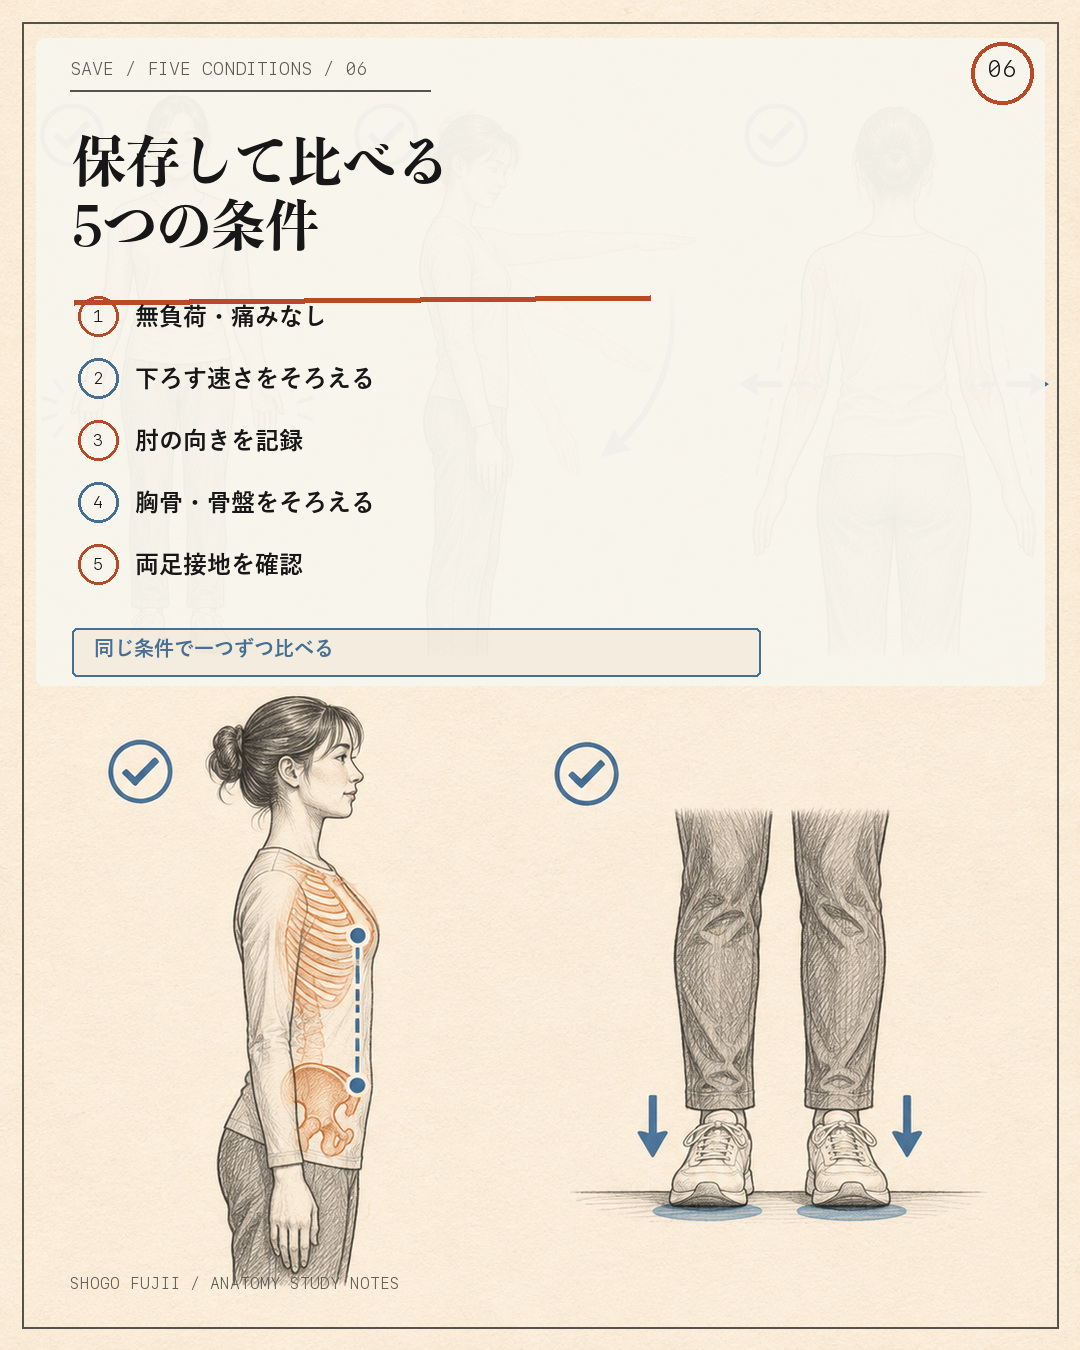 SAVE / FIVE CONDITIONS / 06
06
保存して比べる
5つの条件
1 無負荷・痛みなし
2 下ろす速さをそろえる
3 肘の向きを記録
4 胸骨・骨盤をそろえる
5 両足接地を確認
同じ条件で一つずつ比べる
SHOGO FUJII / ANATOMY STUDY NOTES